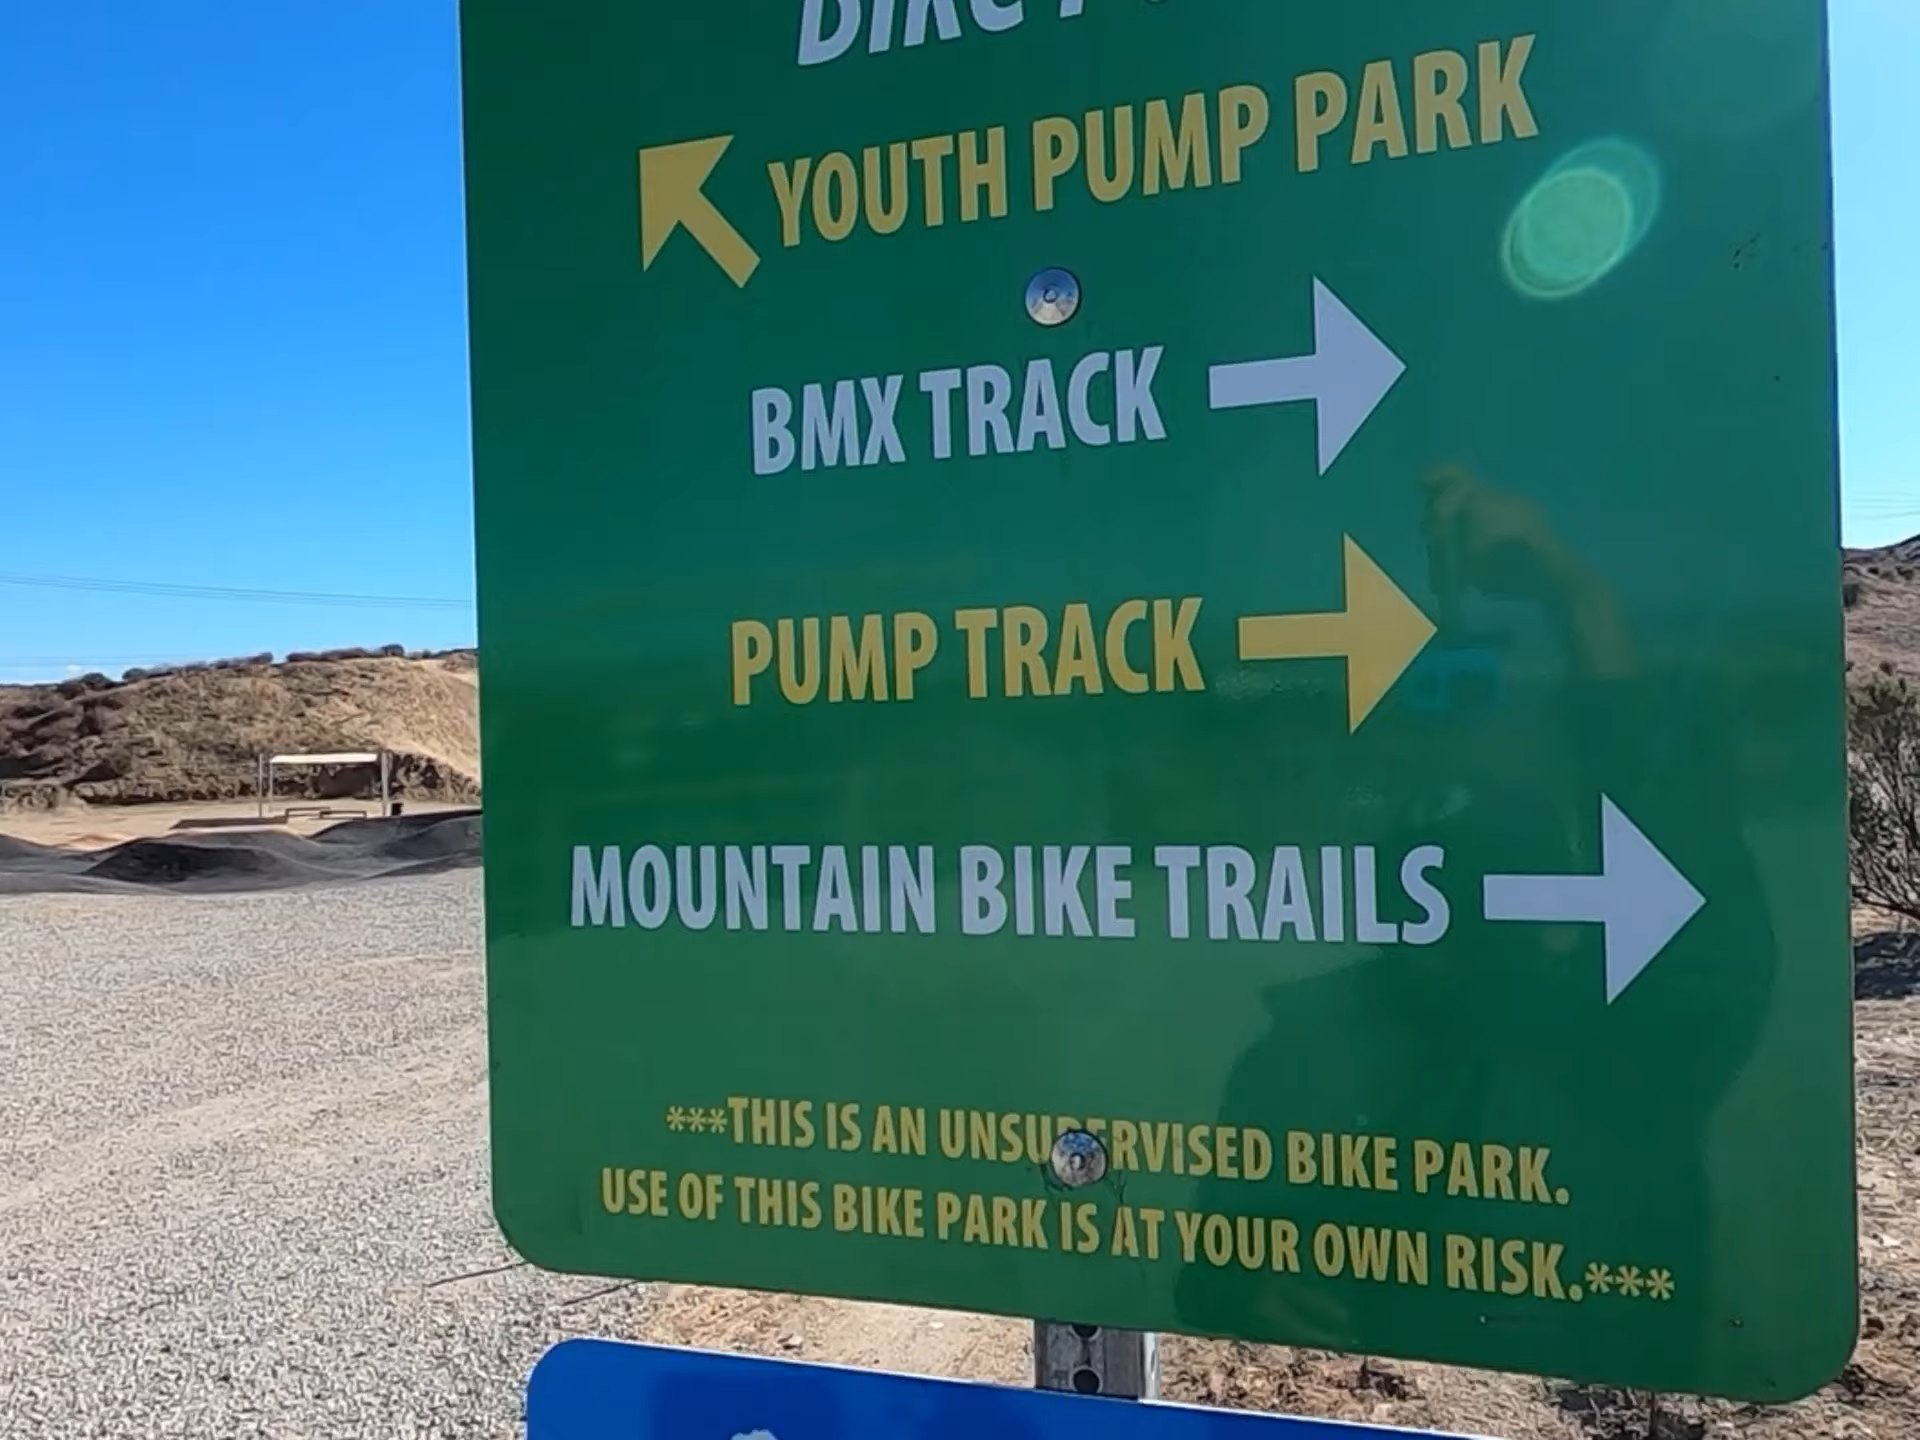 BIKE
YOUTH PUMP PARK
BMX TRACK
PUMP TRACK
MOUNTAIN BIKE TRAILS
***THIS IS AN UNSUPERVISED BIKE PARK.
USE OF THIS BIKE PARK IS AT YOUR OWN RISK.***